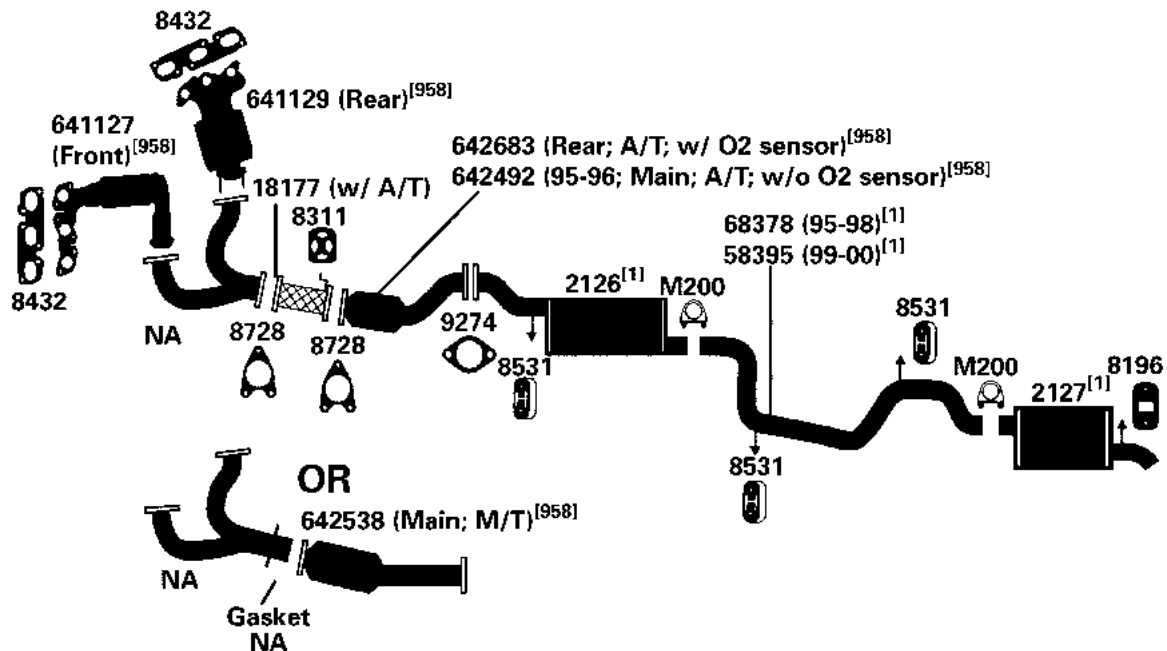 8432
641129 (Rear)[958]
641127
(Front)[958]
642683 (Rear; A/T; w/ O2 sensor)[958]
642492 (95-96; Main; A/T; w/o O2 sensor)[958]
18177 (w/ A/T)
8311
68378 (95-98)[1]
58395 (99-00)[1]
8432
2126[1]
M200
NA
8728
8728
9274
8531
8531
M200
2127[1]
8196
8531
OR
642538 (Main; M/T)[958]
NA
Gasket
NA